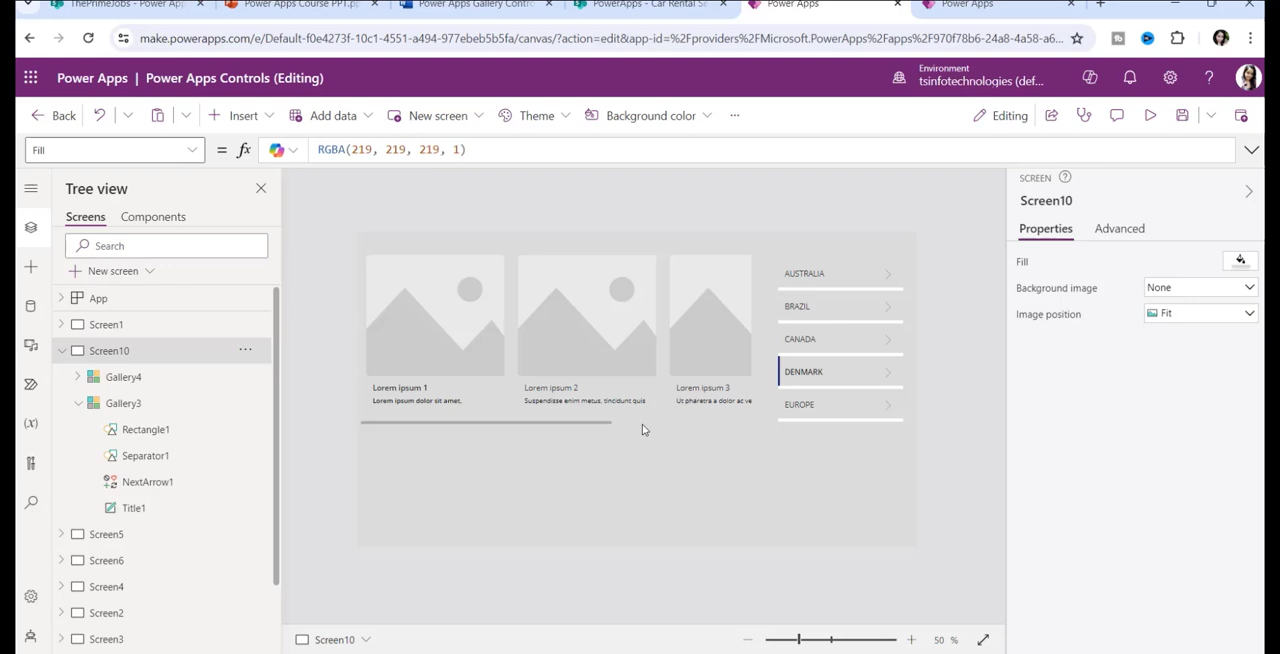 ThePrimeJobs - Power App
Power Apps Course PPT.p
Power Apps Gallery Contr
PowerApps - Car Rental Se
Power Apps
Power Apps
make.powerapps.com/e/Default-f0e4273f-10c1-4551-a494-977ebeb5b5fa/canvas/?action=edit&app-id=%2Fproviders%2FMicrosoft.PowerApps%2Fapps%2F970f78b6-24a8-4a58-a6...
Power Apps | Power Apps Controls (Editing)
Environment
tsinfotechnologies (def...
Back
Insert
Add data
New screen
Theme
Background color
...
Editing
Fill
= fx
RGBA(219, 219, 219, 1)
Tree view
Screens
Components
Search
New screen
App
Screen1
Screen10
...
Gallery4
Gallery3
Rectangle1
Separator1
NextArrow1
Title1
Screen5
Screen6
Screen4
Screen2
Screen3
Lorem ipsum 1
Lorem ipsum dolor sit amet,
Lorem ipsum 2
Suspendisse enim metus, tincidunt quis
Lorem ipsum 3
Ut pharetra a dolor ac ve
AUSTRALIA
BRAZIL
CANADA
DENMARK
EUROPE
Screen10
50 %
SCREEN
Screen10
Properties
Advanced
Fill
Background image
None
Image position
Fit